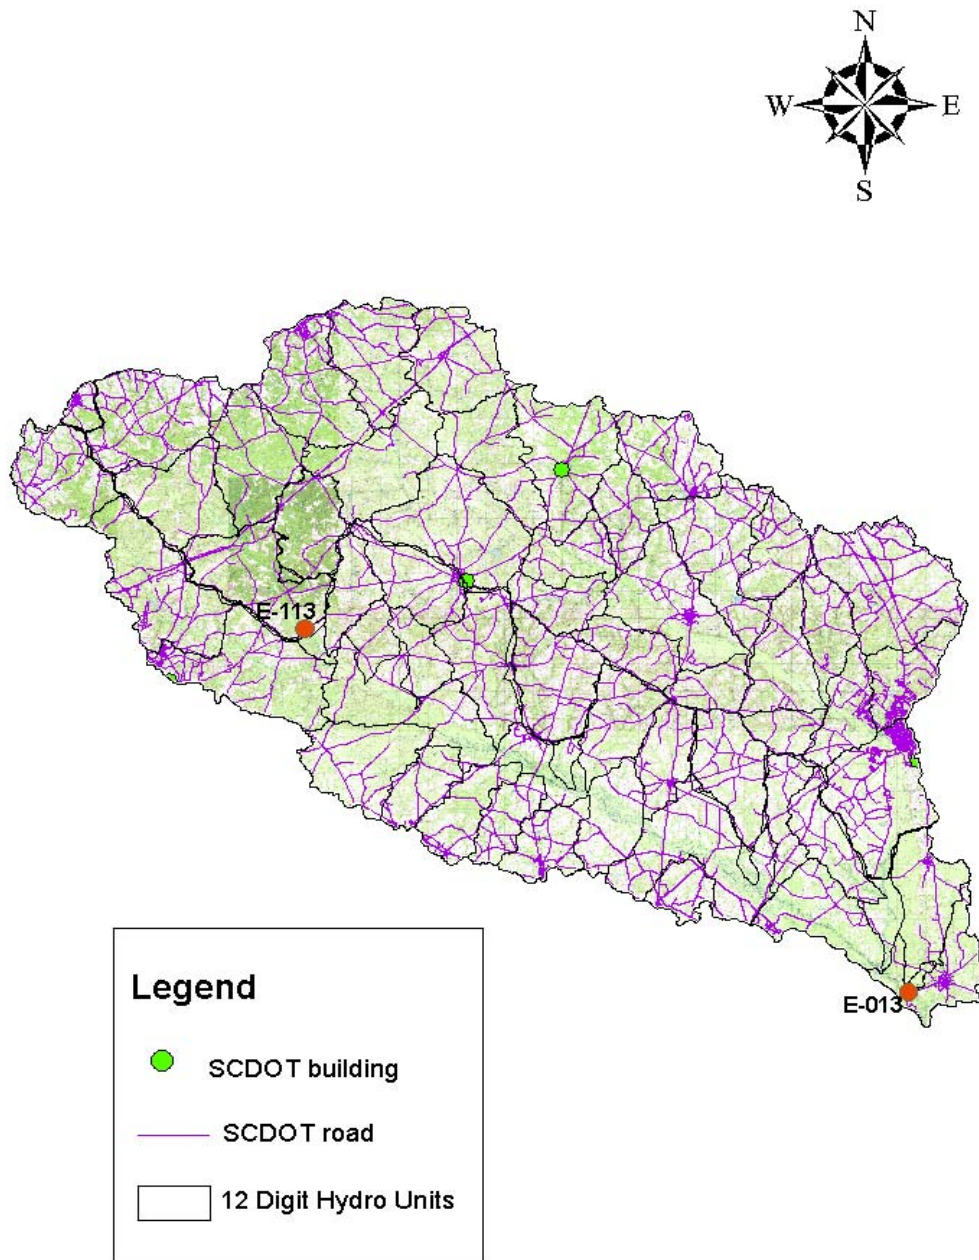 N
W E
S
E-113
E-013
Legend
SCDOT building
SCDOT road
12 Digit Hydro Units